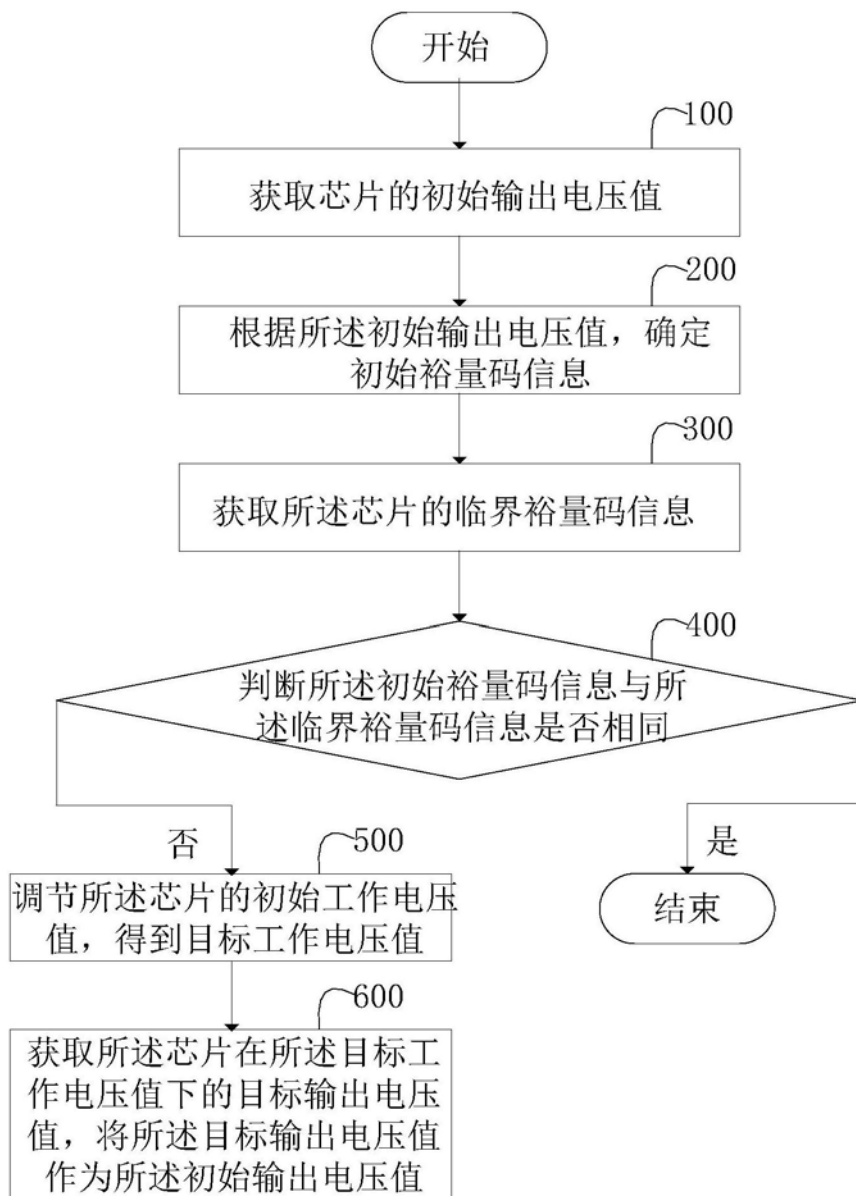 开始
100
获取芯片的初始输出电压值
200
根据所述初始输出电压值，确定
初始裕量码信息
300
获取所述芯片的临界裕量码信息
400
判断所述初始裕量码信息与所
述临界裕量码信息是否相同
否
是
500
调节所述芯片的初始工作电压
值，得到目标工作电压值
结束
600
获取所述芯片在所述目标工
作电压值下的目标输出电压
值，将所述目标输出电压值
作为所述初始输出电压值